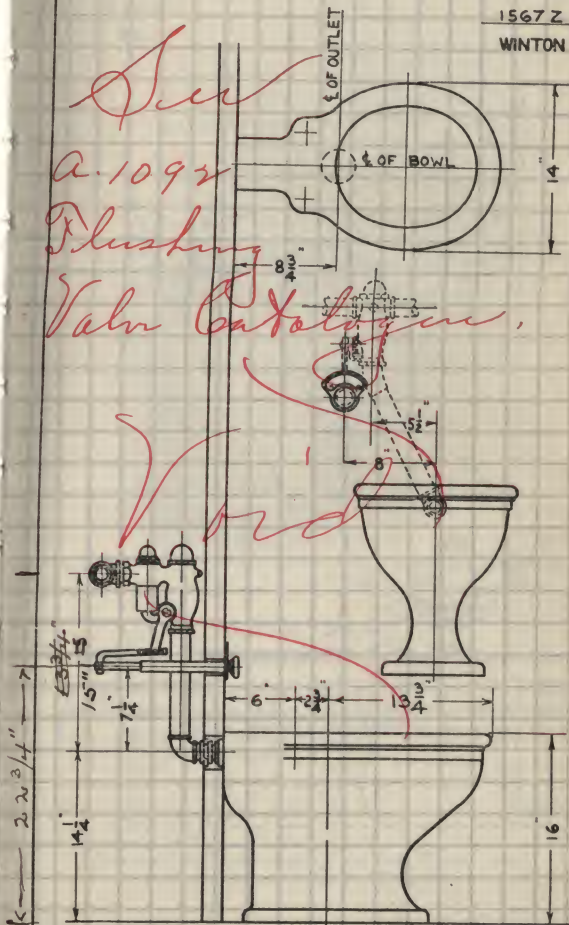 1567 Z
WINTON
℄ OF OUTLET
℄ OF BOWL
14"
8 3/4"
See
A.1092
Flushing
Valve Catalogue.
Void
5 1/2"
8"
15"
7 1/4"
22 3/4"
14 1/4"
6"
2 3/4"
13 3/4"
16"